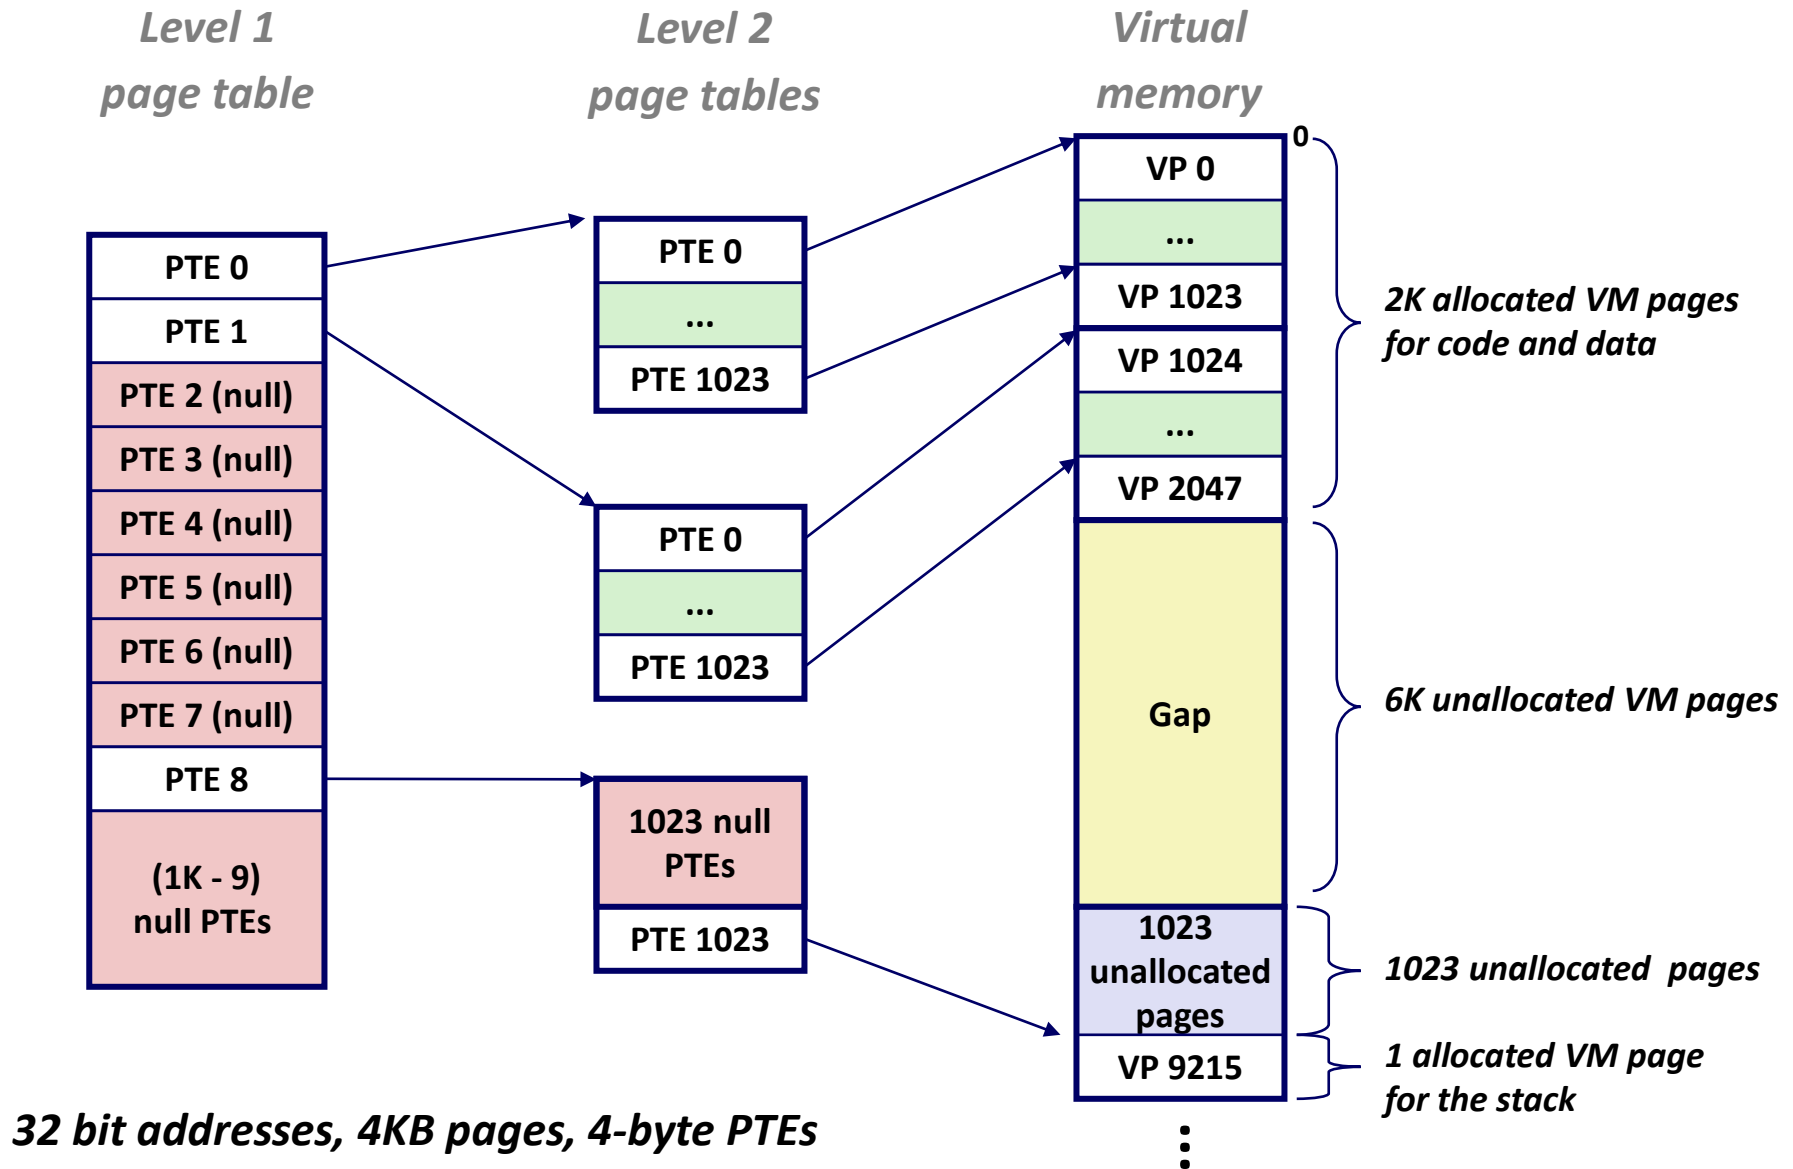 Level 1
page table
Level 2
page tables
Virtual
memory
PTE 0
PTE 1
PTE 2 (null)
PTE 3 (null)
PTE 4 (null)
PTE 5 (null)
PTE 6 (null)
PTE 7 (null)
PTE 8
(1K - 9)
null PTEs
PTE 0
...
PTE 1023
PTE 0
...
PTE 1023
1023 null
PTEs
PTE 1023
0
VP 0
...
VP 1023
VP 1024
...
VP 2047
Gap
1023
unallocated
pages
VP 9215
...
2K allocated VM pages
for code and data
6K unallocated VM pages
1023 unallocated  pages
1 allocated VM page
for the stack
32 bit addresses, 4KB pages, 4-byte PTEs